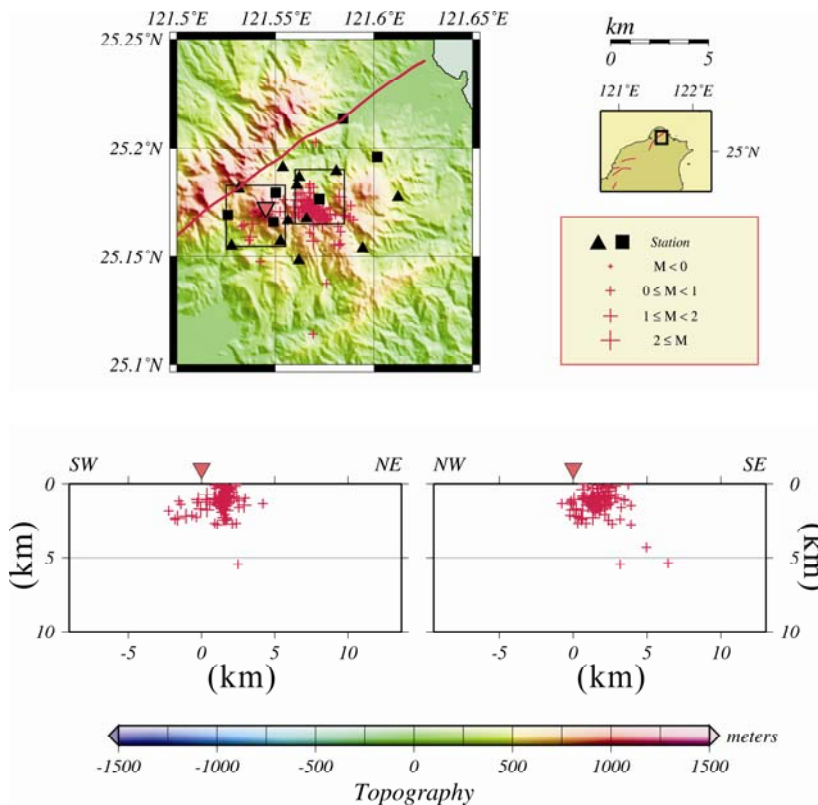 121.5°E 121.55°E 121.6°E 121.65°E
25.25°N
25.2°N
25.15°N
25.1°N
km
0 5
121°E 122°E
25°N
Station
M < 0
0 ≤ M < 1
1 ≤ M < 2
2 ≤ M
SW NE
0
5
10
(km)
-5 0 5 10
(km)
NW SE
0
5
10
(km)
-5 0 5 10
(km)
meters
-1500 -1000 -500 0 500 1000 1500
Topography